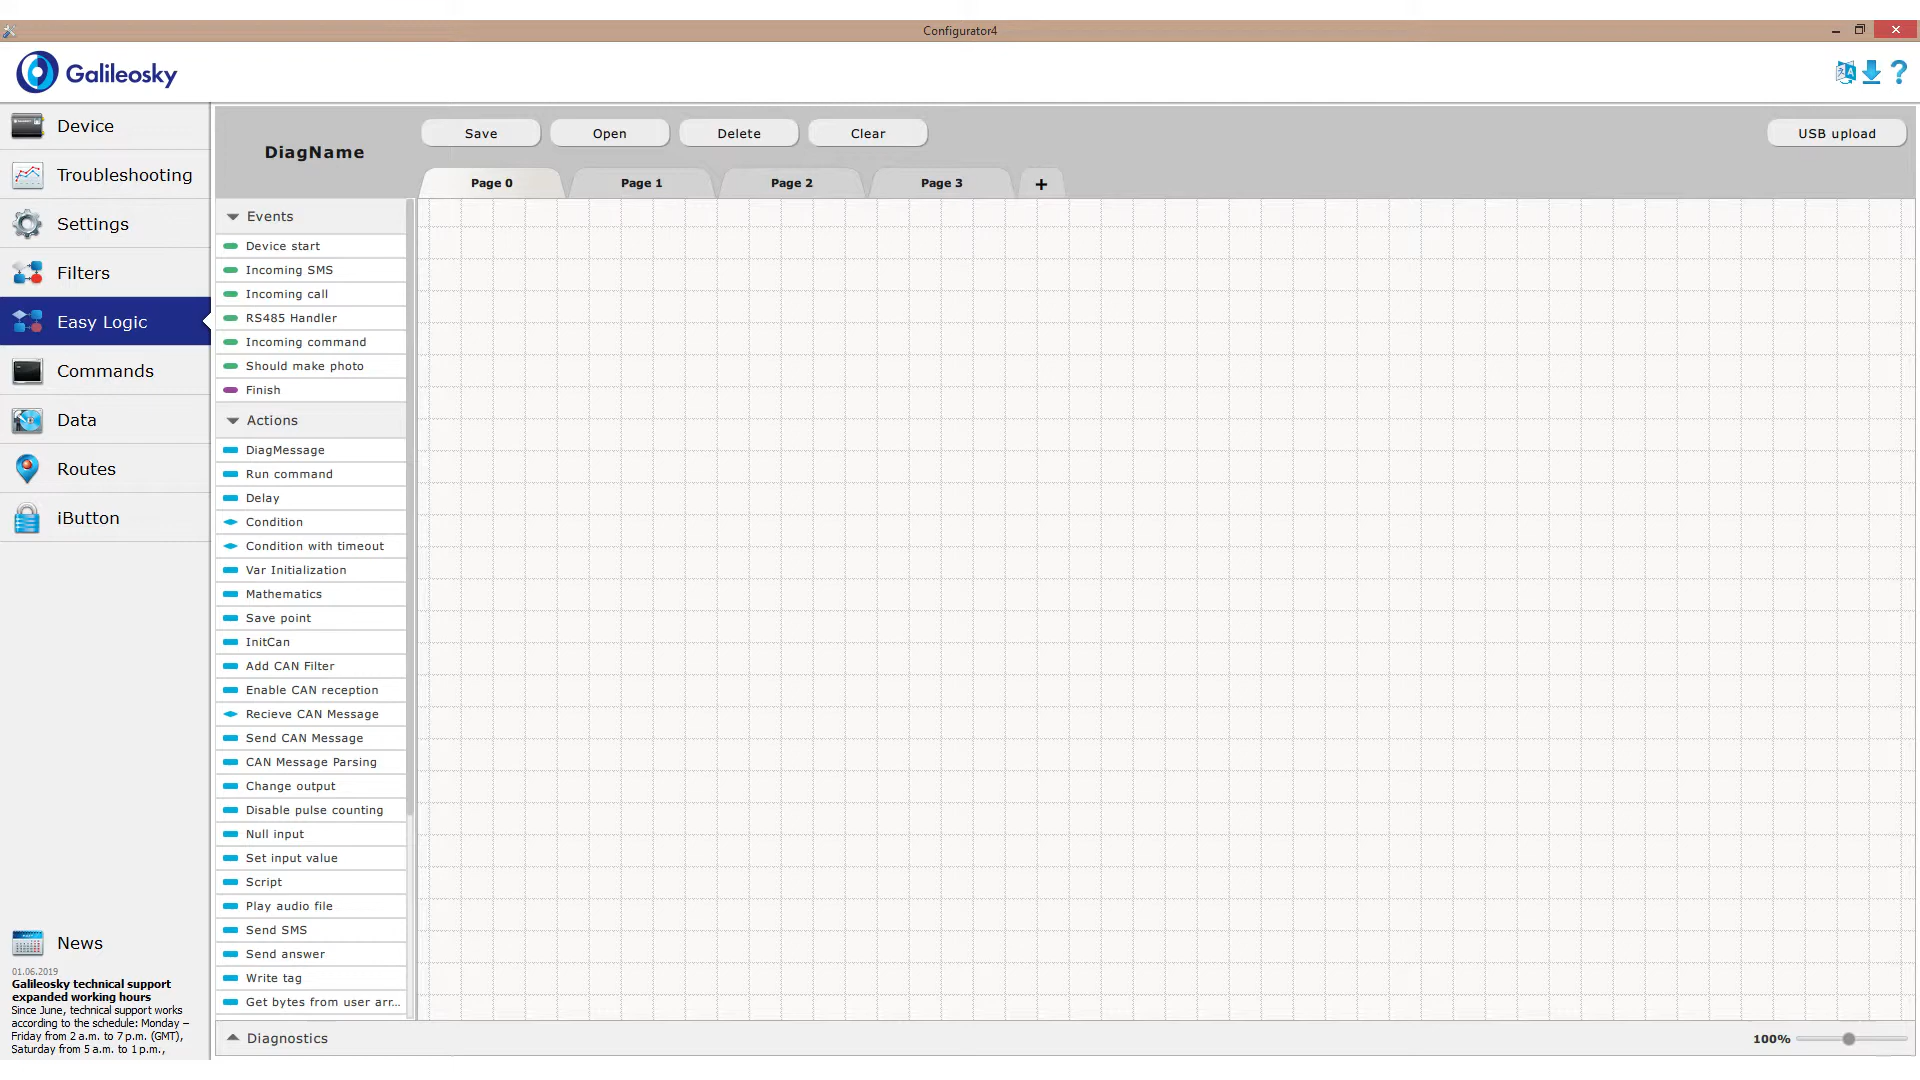 Configurator4
Galileosky
Device
Troubleshooting
Settings
Filters
Easy Logic
Commands
Data
Routes
iButton
News
01.06.2019
Galileosky technical support
expanded working hours
Since June, technical support works
according to the schedule: Monday –
Friday from 2 a.m. to 7 p.m. (GMT),
Saturday from 5 a.m. to 1 p.m.,
DiagName
Save
Open
Delete
Clear
USB upload
Page 0
Page 1
Page 2
Page 3
+
Events
Device start
Incoming SMS
Incoming call
RS485 Handler
Incoming command
Should make photo
Finish
Actions
DiagMessage
Run command
Delay
Condition
Condition with timeout
Var Initialization
Mathematics
Save point
InitCan
Add CAN Filter
Enable CAN reception
Recieve CAN Message
Send CAN Message
CAN Message Parsing
Change output
Disable pulse counting
Null input
Set input value
Script
Play audio file
Send SMS
Send answer
Write tag
Get bytes from user arr...
Diagnostics
100%